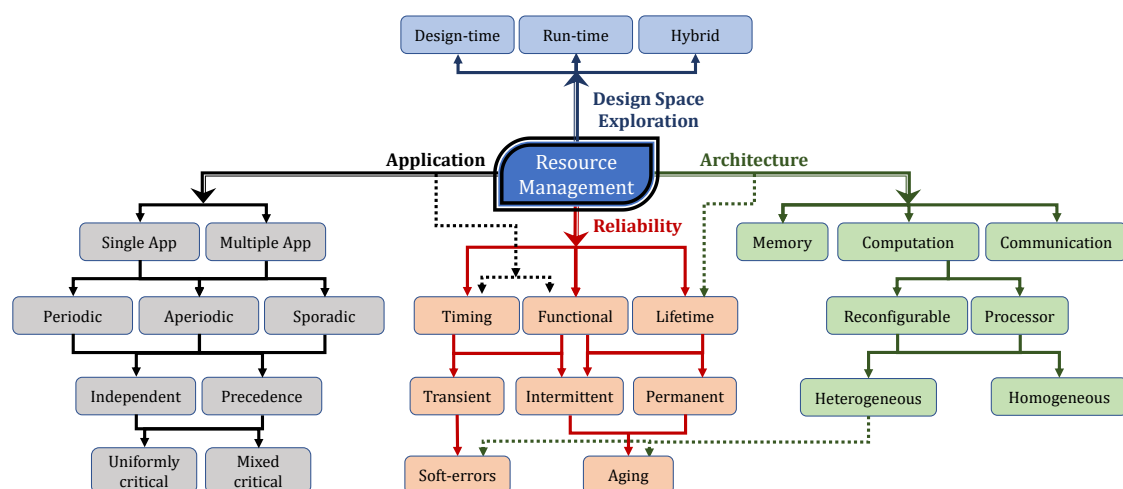 Design-time
Run-time
Hybrid
Design Space
Exploration
Application
Resource
Management
Architecture
Reliability
Single App
Multiple App
Memory
Computation
Communication
Periodic
Aperiodic
Sporadic
Timing
Functional
Lifetime
Reconfigurable
Processor
Independent
Precedence
Transient
Intermittent
Permanent
Heterogeneous
Homogeneous
Uniformly
critical
Mixed
critical
Soft-errors
Aging